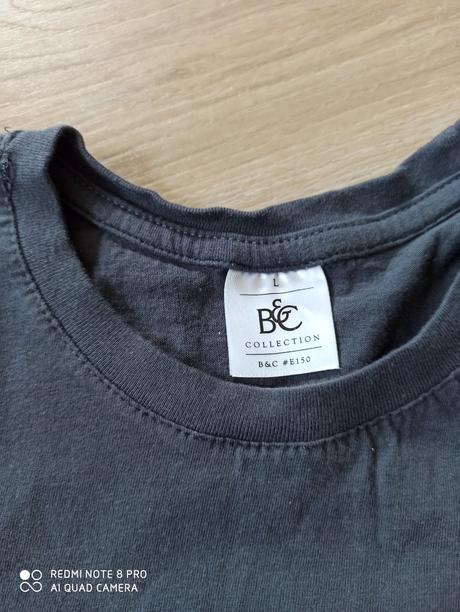 L
B&C
COLLECTION
B&C #E150
REDMI NOTE 8 PRO
AI QUAD CAMERA